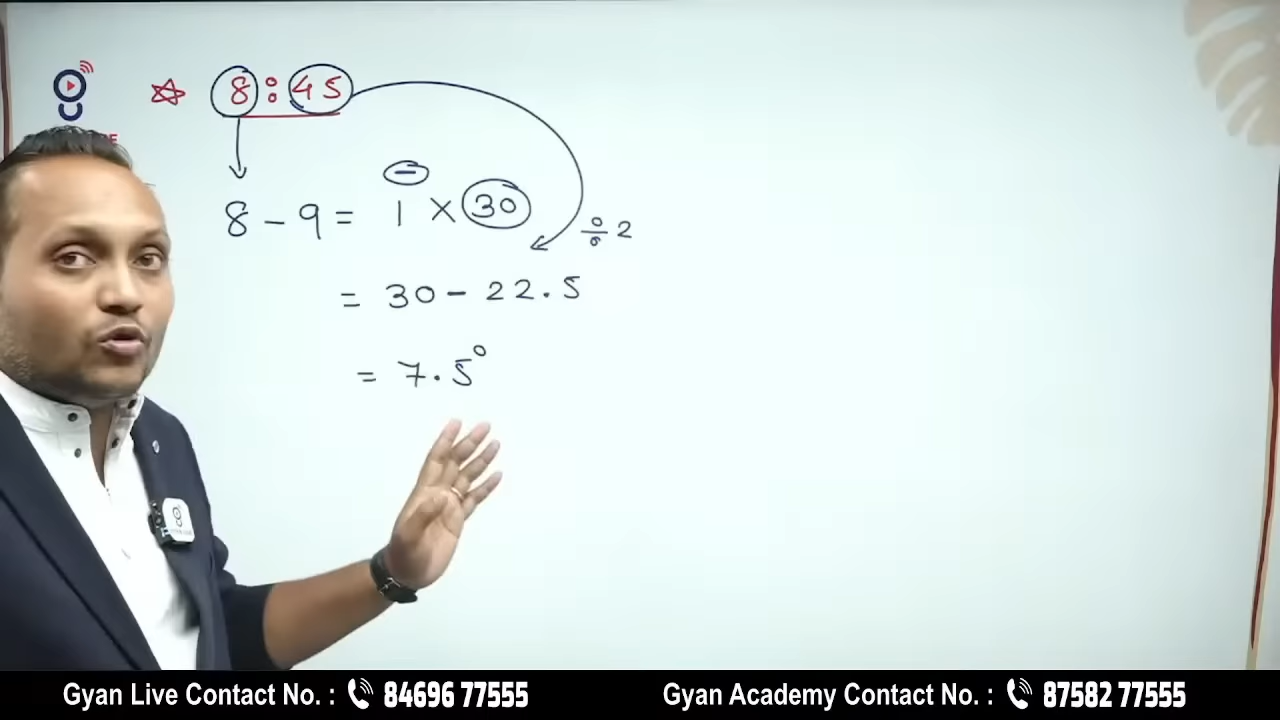 8:45
8 - 9 = 1 × 30
÷ 2
= 30 - 22.5
= 7.5°
Gyan Live Contact No. : 84696 77555
Gyan Academy Contact No. : 87582 77555